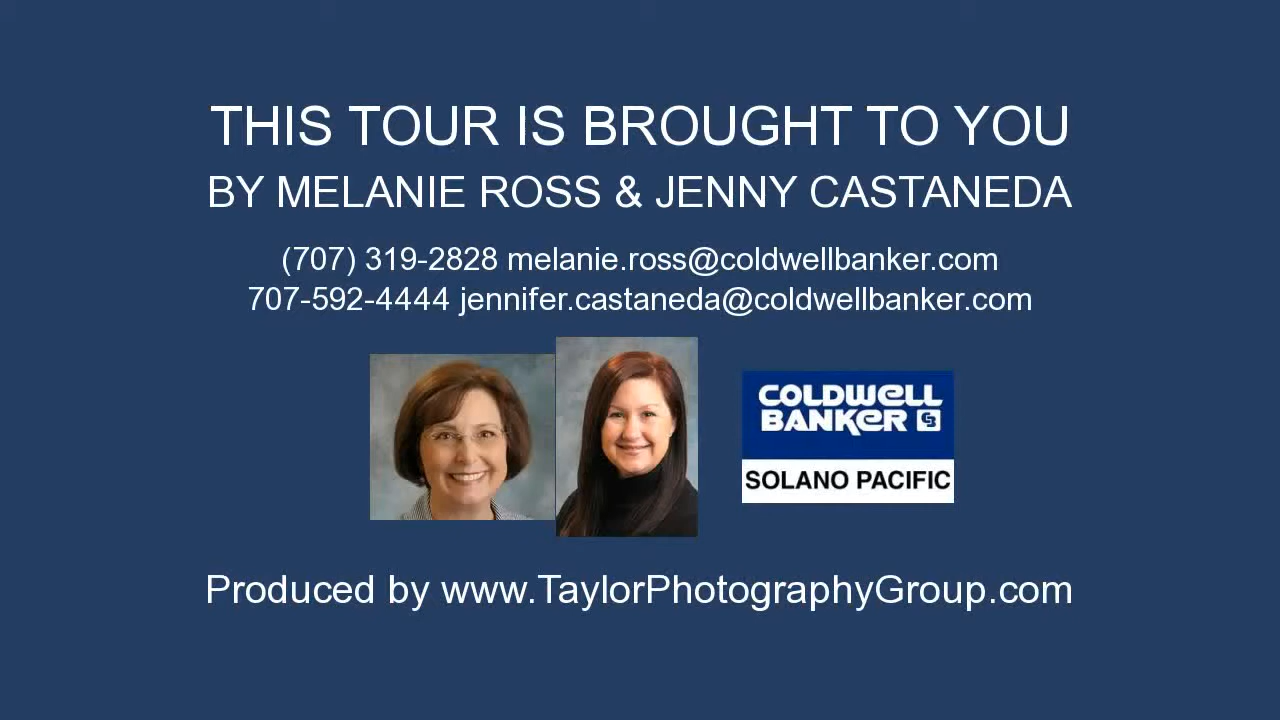 THIS TOUR IS BROUGHT TO YOU
BY MELANIE ROSS & JENNY CASTANEDA
(707) 319-2828 melanie.ross@coldwellbanker.com
707-592-4444 jennifer.castaneda@coldwellbanker.com
COLDWELL
BANKER CB
SOLANO PACIFIC
Produced by www.TaylorPhotographyGroup.com